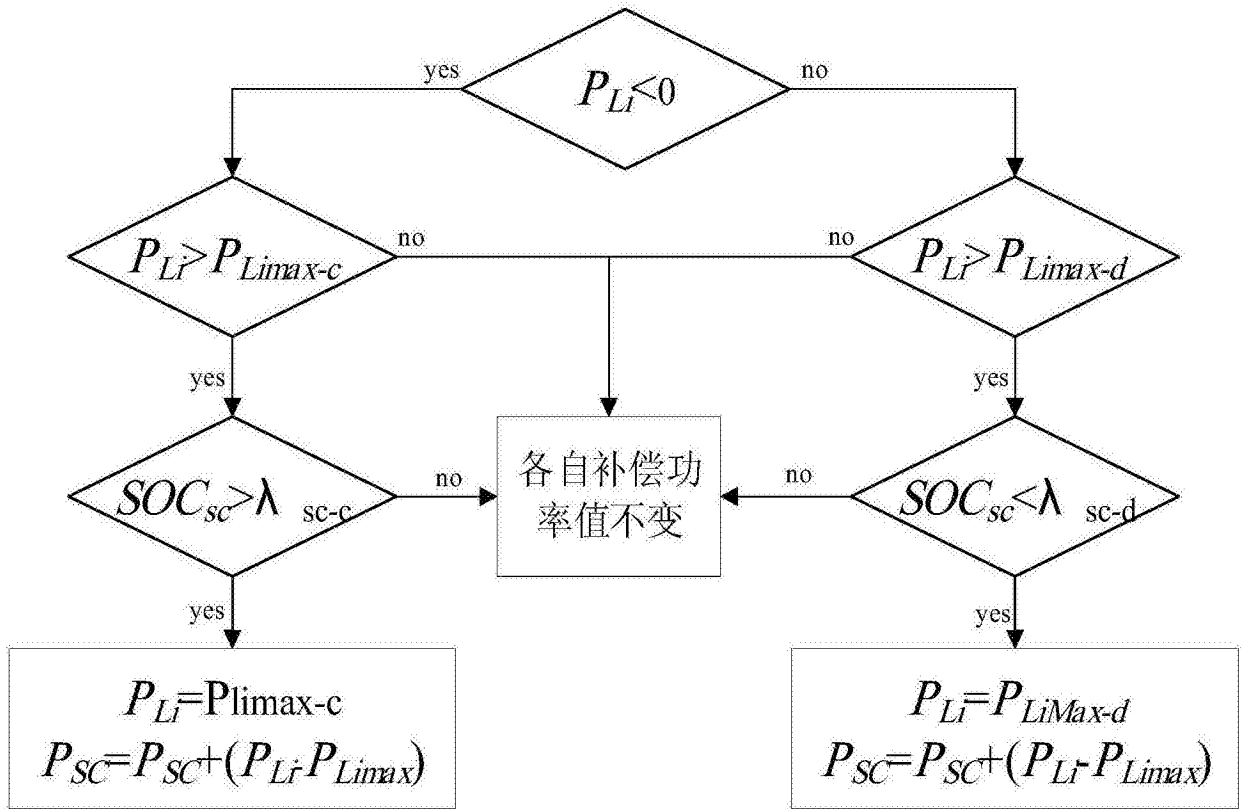 P_Li<0
yes
no
P_Li>P_Limax-c
no
no
P_Li>P_Limax-d
yes
yes
SOC_sc>λ sc-c
no
各自补偿功
率值不变
no
SOC_sc<λ sc-d
yes
yes
P_Li=Plimax-c
P_SC=P_SC+(P_Li-P_Limax)
P_Li=P_LiMax-d
P_SC=P_SC+(P_Li-P_Limax)